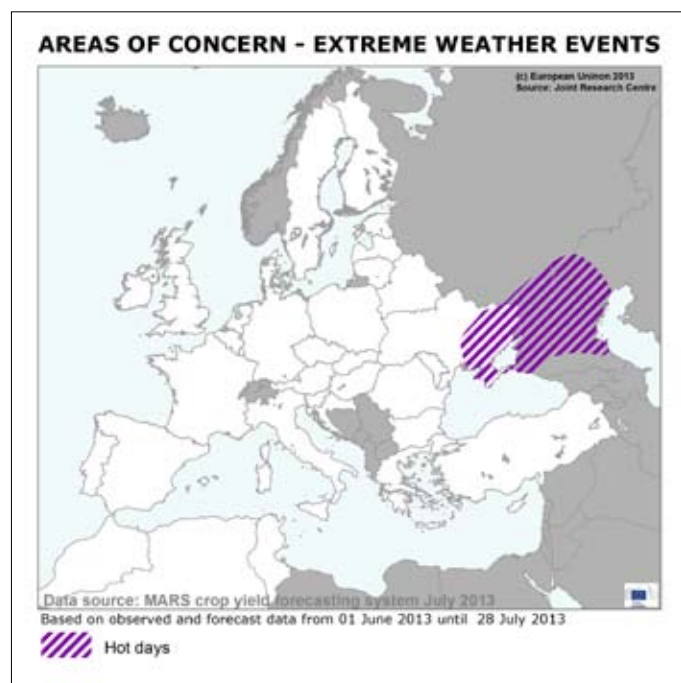 AREAS OF CONCERN - EXTREME WEATHER EVENTS
(c) European Uninon 2013
Source: Joint Research Centre
Data source: MARS crop yield forecasting system July 2013
Based on observed and forecast data from 01 June 2013 until 28 July 2013
Hot days